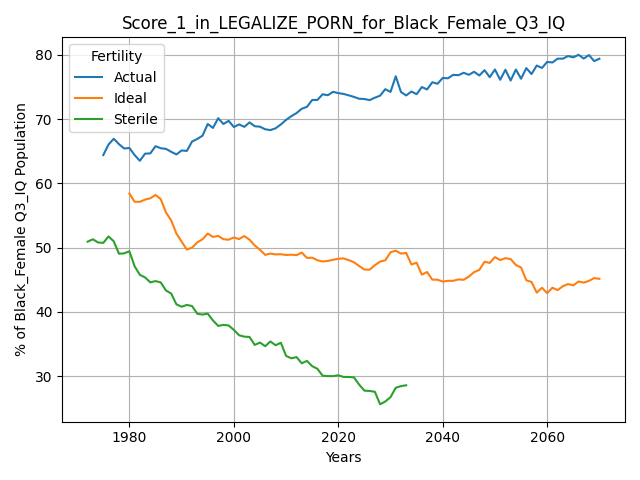 Score_1_in_LEGALIZE_PORN_for_Black_Female_Q3_IQ
Fertility
Actual
Ideal
Sterile
% of Black_Female Q3_IQ Population
80
70
60
50
40
30
1980
2000
2020
2040
2060
Years